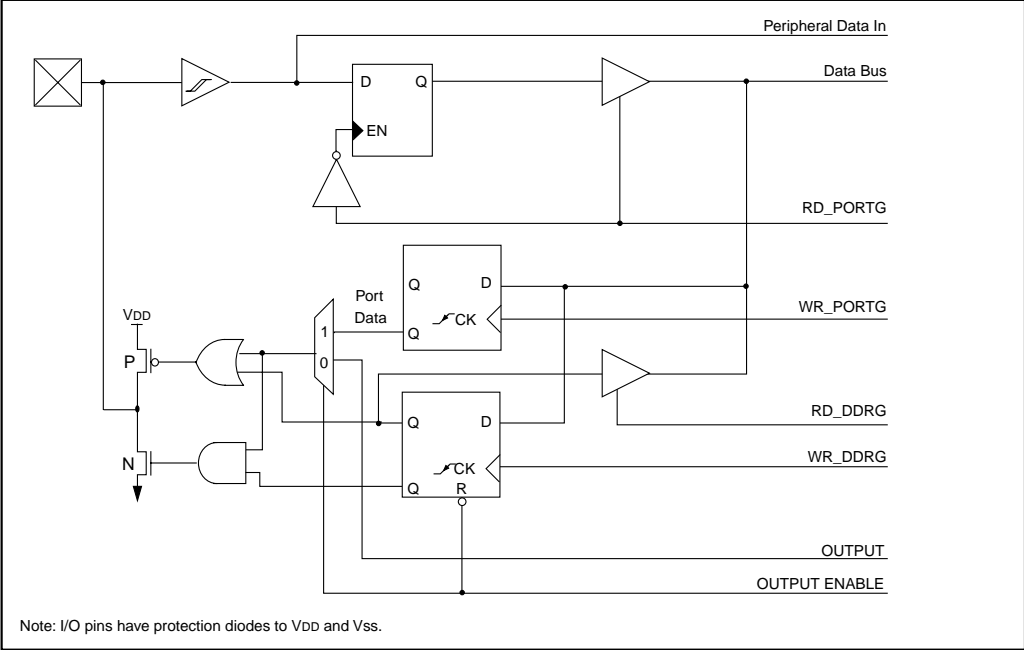 Peripheral Data In
Data Bus
D Q
EN
RD_PORTG
Q D
Port
Data
CK
WR_PORTG
Q
VDD
1
P
0
RD_DDRG
Q D
N
CK
WR_DDRG
Q
R
OUTPUT
OUTPUT ENABLE
Note: I/O pins have protection diodes to VDD and Vss.